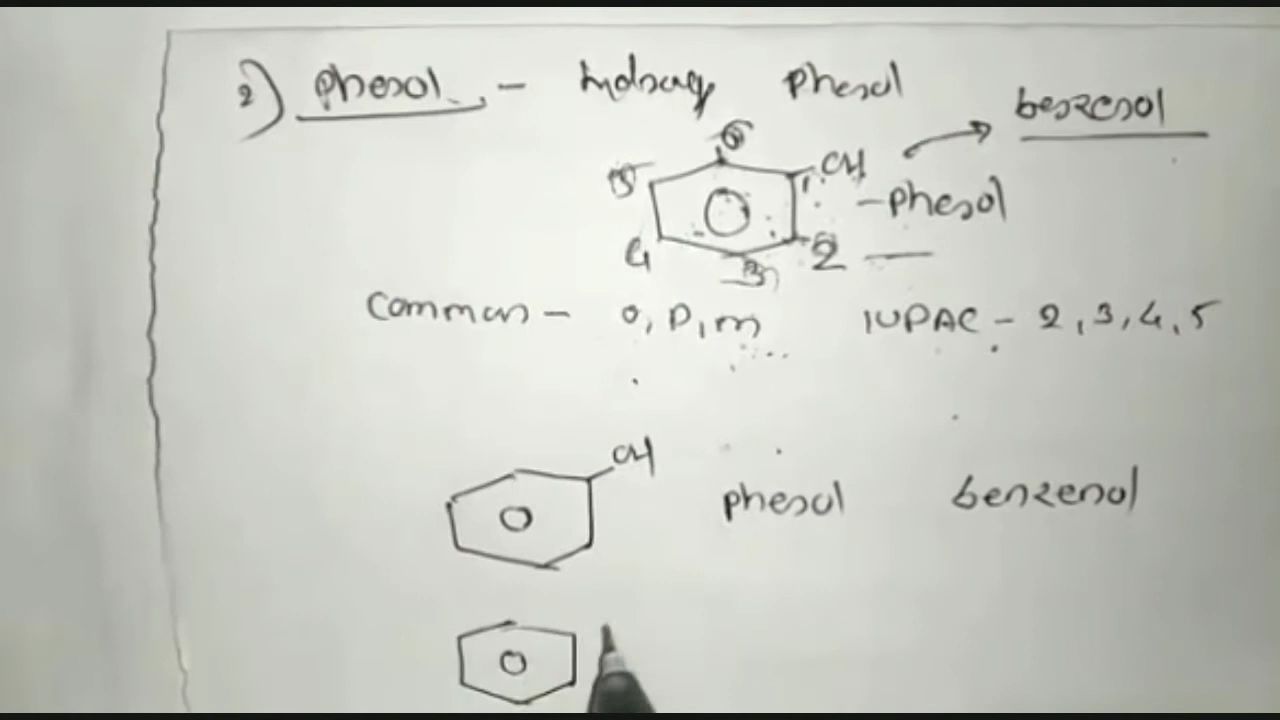 2) phenol - hydroxy phenol
benzenol
6
5 OH
- phenol
4 2 —
3
common - o, p, m IUPAC - 2, 3, 4, 5
OH
phenol benzenol